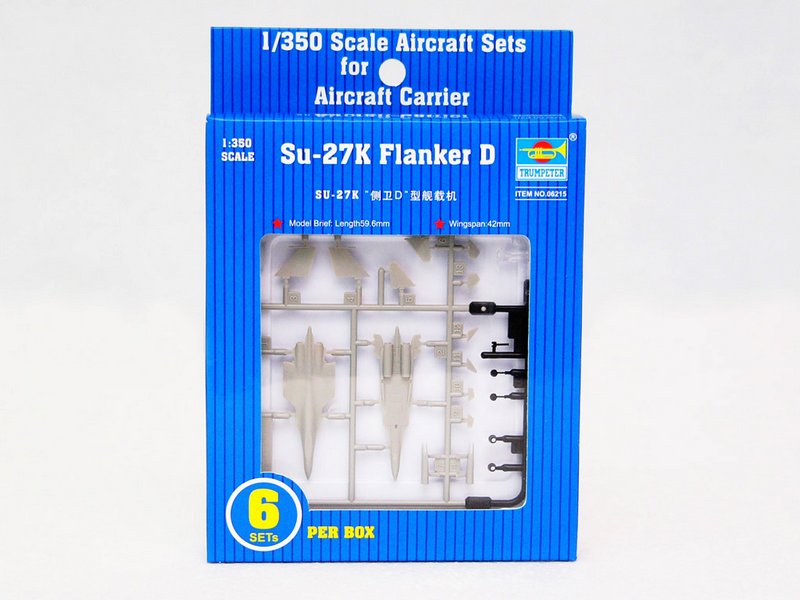 1/350 Scale Aircraft Sets
for
Aircraft Carrier
1:350
SCALE
Su-27K Flanker D
®
TRUMPETER
ITEM NO.06215
SU-27K "侧卫D"型舰载机
Model Brief: Length59.6mm
Wingspan:42mm
6
SETs
PER BOX